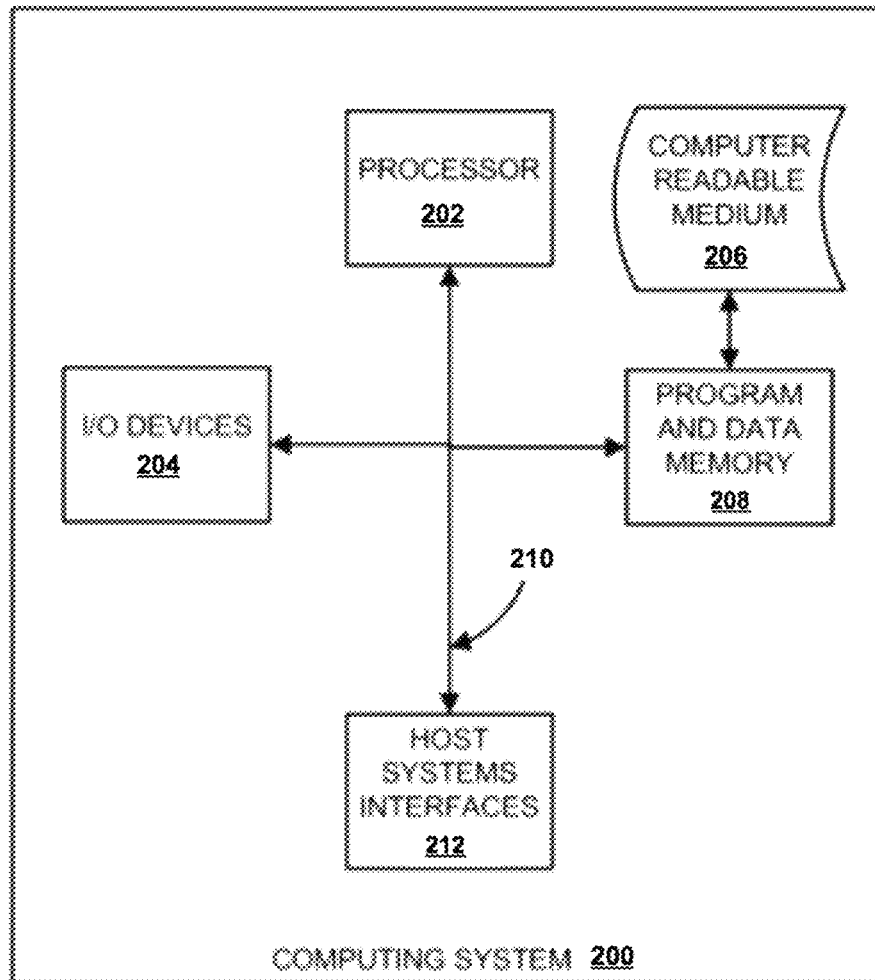 PROCESSOR
202
COMPUTER
READABLE
MEDIUM
206
I/O DEVICES
204
PROGRAM
AND DATA
MEMORY
208
210
HOST
SYSTEMS
INTERFACES
212
COMPUTING SYSTEM 200